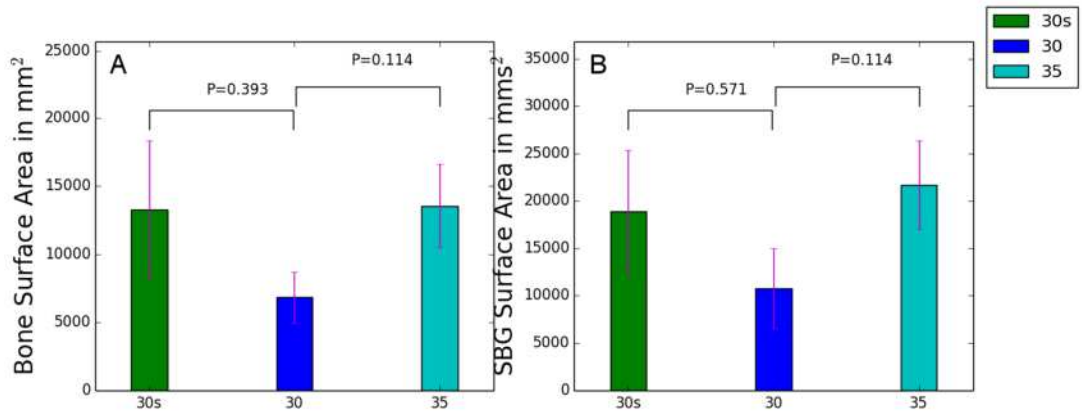 30s
30
35
A
P=0.114
P=0.393
Bone Surface Area in mm²
25000
20000
15000
10000
5000
0
30s 30 35
B
P=0.114
P=0.571
SBG Surface Area in mms²
35000
30000
25000
20000
15000
10000
5000
0
30s 30 35